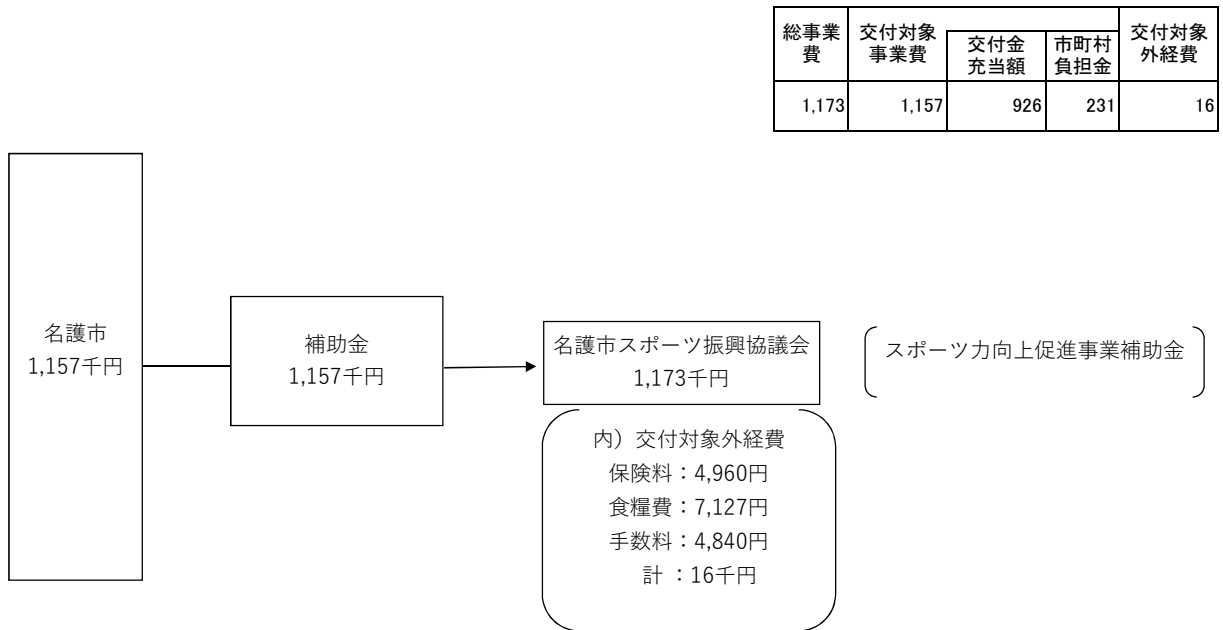 総事業費
交付対象事業費
交付金充当額
市町村負担金
交付対象外経費
1,173 1,157 926 231 16
名護市
1,157千円
補助金
1,157千円
名護市スポーツ振興協議会
1,173千円
スポーツ力向上促進事業補助金
内）交付対象外経費
保険料：4,960円
食糧費：7,127円
手数料：4,840円
計 ：16千円